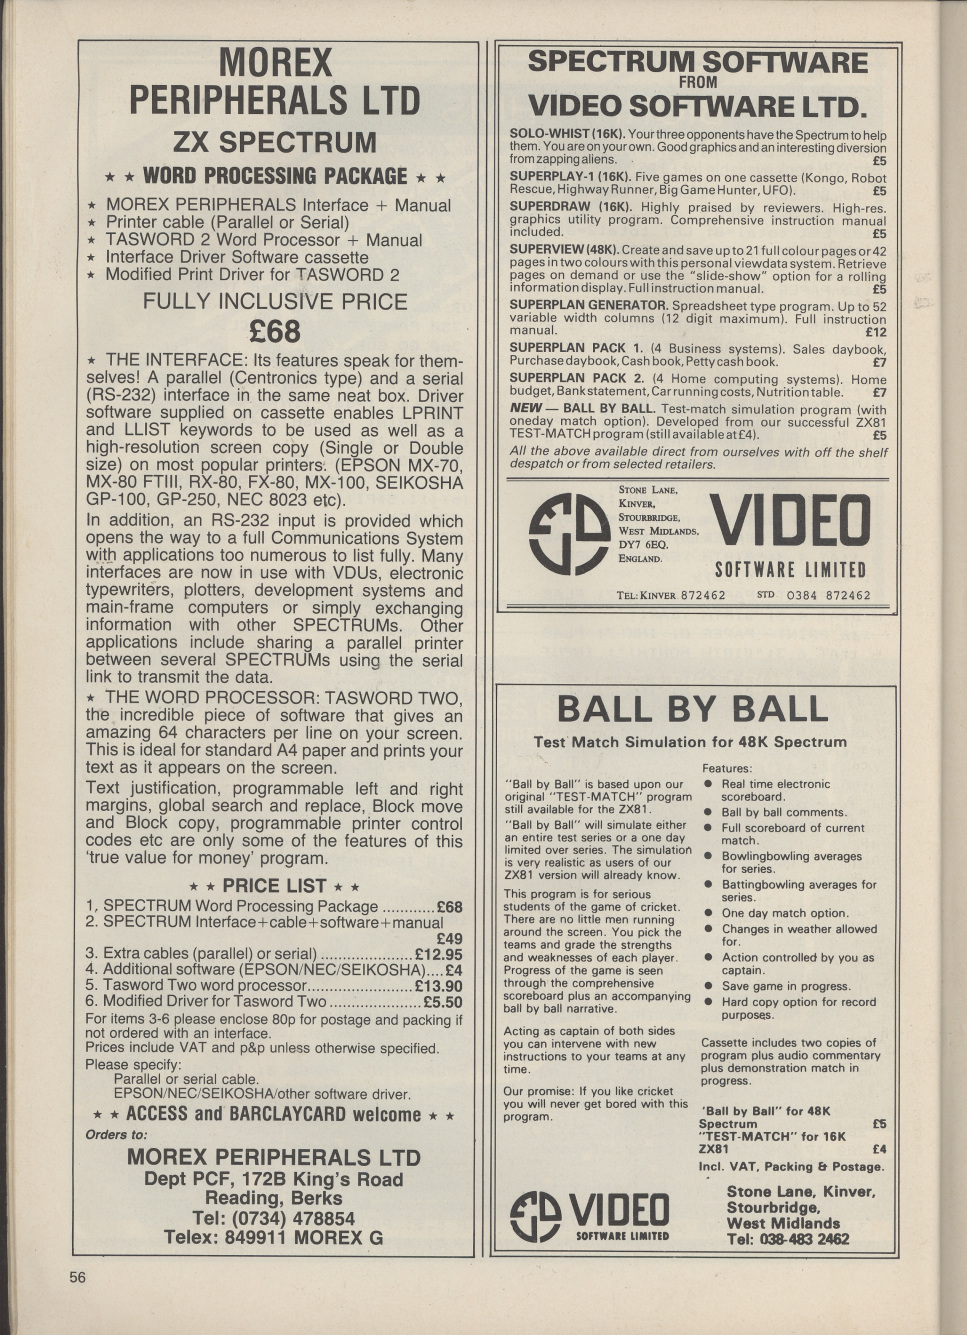 MOREX
PERIPHERALS LTD
ZX SPECTRUM
★ ★ WORD PROCESSING PACKAGE ★ ★
★ MOREX PERIPHERALS Interface + Manual
★ Printer cable (Parallel or Serial)
★ TASWORD 2 Word Processor + Manual
★ Interface Driver Software cassette
★ Modified Print Driver for TASWORD 2
FULLY INCLUSIVE PRICE
£68
★ THE INTERFACE: Its features speak for them-
selves! A parallel (Centronics type) and a serial
(RS-232) interface in the same neat box. Driver
software supplied on cassette enables LPRINT
and LLIST keywords to be used as well as a
high-resolution screen copy (Single or Double
size) on most popular printers. (EPSON MX-70,
MX-80 FTIII, RX-80, FX-80, MX-100, SEIKOSHA
GP-100, GP-250, NEC 8023 etc).
In addition, an RS-232 input is provided which
opens the way to a full Communications System
with applications too numerous to list fully. Many
interfaces are now in use with VDUs, electronic
typewriters, plotters, development systems and
main-frame computers or simply exchanging
information with other SPECTRUMs. Other
applications include sharing a parallel printer
between several SPECTRUMs using the serial
link to transmit the data.
★ THE WORD PROCESSOR: TASWORD TWO,
the incredible piece of software that gives an
amazing 64 characters per line on your screen.
This is ideal for standard A4 paper and prints your
text as it appears on the screen.
Text justification, programmable left and right
margins, global search and replace, Block move
and Block copy, programmable printer control
codes etc are only some of the features of this
'true value for money' program.
★ ★ PRICE LIST ★ ★
1. SPECTRUM Word Processing Package ............£68
2. SPECTRUM Interface+cable+software+manual
£49
3. Extra cables (parallel) or serial) .....................£12.95
4. Additional software (EPSON/NEC/SEIKOSHA)....£4
5. Tasword Two word processor........................£13.90
6. Modified Driver for Tasword Two .....................£5.50
For items 3-6 please enclose 80p for postage and packing if
not ordered with an interface.
Prices include VAT and p&p unless otherwise specified.
Please specify:
Parallel or serial cable.
EPSON/NEC/SEIKOSHA/other software driver.
★ ★ ACCESS and BARCLAYCARD welcome ★ ★
Orders to:
MOREX PERIPHERALS LTD
Dept PCF, 172B King's Road
Reading, Berks
Tel: (0734) 478854
Telex: 849911 MOREX G
56
SPECTRUM SOFTWARE
FROM
VIDEO SOFTWARE LTD.
SOLO-WHIST (16K). Your three opponents have the Spectrum to help
them. You are on your own. Good graphics and an interesting diversion
from zapping aliens. £5
SUPERPLAY-1 (16K). Five games on one cassette (Kongo, Robot
Rescue, Highway Runner, Big Game Hunter, UFO). £5
SUPERDRAW (16K). Highly praised by reviewers. High-res.
graphics utility program. Comprehensive instruction manual
included. £5
SUPERVIEW (48K). Create and save up to 21 full colour pages or 42
pages in two colours with this personal viewdata system. Retrieve
pages on demand or use the "slide-show" option for a rolling
information display. Full instruction manual. £5
SUPERPLAN GENERATOR. Spreadsheet type program. Up to 52
variable width columns (12 digit maximum). Full instruction
manual. £12
SUPERPLAN PACK 1. (4 Business systems). Sales daybook,
Purchase daybook, Cash book, Petty cash book. £7
SUPERPLAN PACK 2. (4 Home computing systems). Home
budget, Bank statement, Car running costs, Nutrition table. £7
NEW — BALL BY BALL. Test-match simulation program (with
oneday match option). Developed from our successful ZX81
TEST-MATCH program (still available at £4). £5
All the above available direct from ourselves with off the shelf
despatch or from selected retailers.
STONE LANE,
KINVER,
STOURBRIDGE,
WEST MIDLANDS,
DY7 6EQ,
ENGLAND.
VIDEO
SOFTWARE LIMITED
TEL: KINVER 872462 STD 0384 872462
BALL BY BALL
Test Match Simulation for 48K Spectrum
"Ball by Ball" is based upon our
original "TEST-MATCH" program
still available for the ZX81.
"Ball by Ball" will simulate either
an entire test series or a one day
limited over series. The simulation
is very realistic as users of our
ZX81 version will already know.
This program is for serious
students of the game of cricket.
There are no little men running
around the screen. You pick the
teams and grade the strengths
and weaknesses of each player.
Progress of the game is seen
through the comprehensive
scoreboard plus an accompanying
ball by ball narrative.
Acting as captain of both sides
you can intervene with new
instructions to your teams at any
time.
Our promise: If you like cricket
you will never get bored with this
program.
Features:
● Real time electronic
scoreboard.
● Ball by ball comments.
● Full scoreboard of current
match.
● Bowlingbowling averages
for series.
● Battingbowling averages for
series.
● One day match option.
● Changes in weather allowed
for.
● Action controlled by you as
captain.
● Save game in progress.
● Hard copy option for record
purposes.
Cassette includes two copies of
program plus audio commentary
plus demonstration match in
progress.
'Ball by Ball" for 48K
Spectrum £5
"TEST-MATCH" for 16K
ZX81 £4
Incl. VAT, Packing & Postage.
VIDEO
SOFTWARE LIMITED
Stone Lane, Kinver,
Stourbridge,
West Midlands
Tel: 038-483 2462